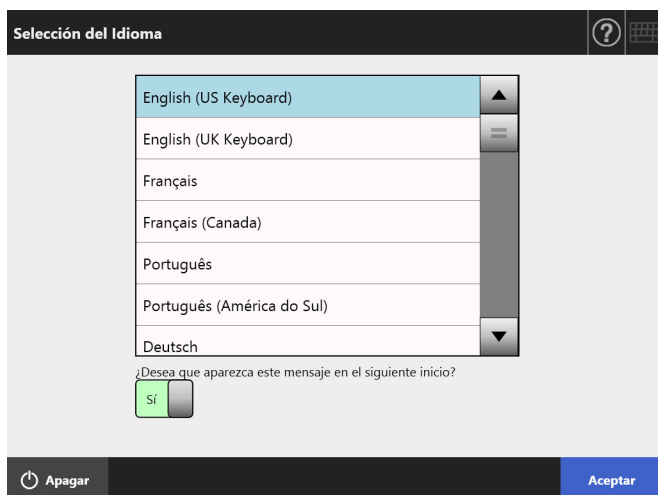 Selección del Idioma
?
English (US Keyboard)
English (UK Keyboard)
Français
Français (Canada)
Português
Português (América do Sul)
Deutsch
¿Desea que aparezca este mensaje en el siguiente inicio?
Sí
Apagar
Aceptar